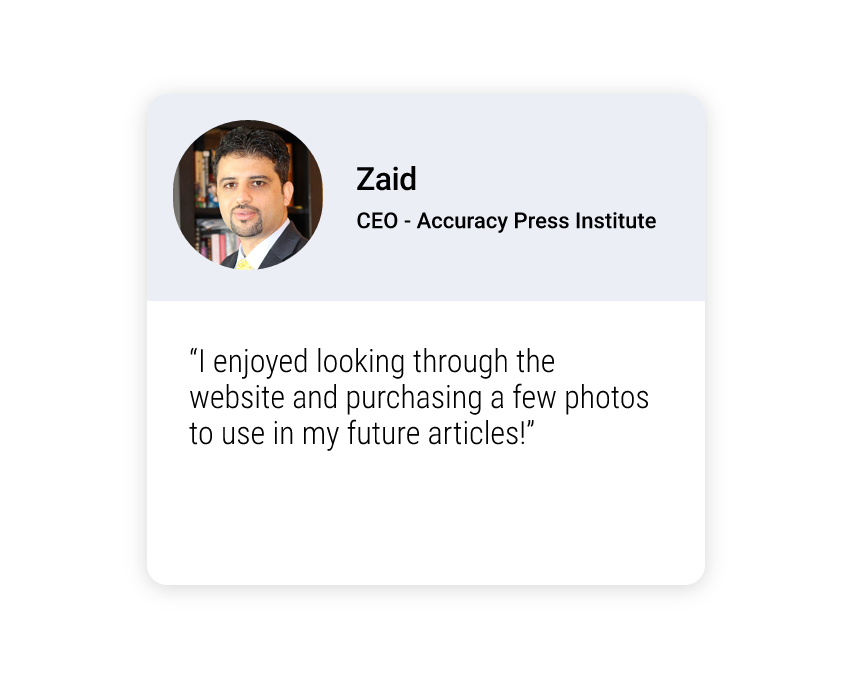 Zaid
CEO - Accuracy Press Institute
“I enjoyed looking through the
website and purchasing a few photos
to use in my future articles!”